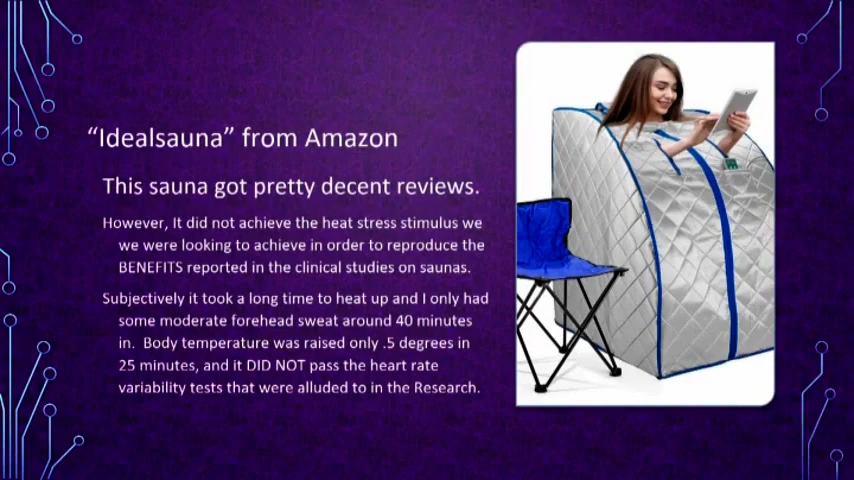 “Idealsauna” from Amazon
This sauna got pretty decent reviews.
However, It did not achieve the heat stress stimulus we
we were looking to achieve in order to reproduce the
BENEFITS reported in the clinical studies on saunas.
Subjectively it took a long time to heat up and I only had
some moderate forehead sweat around 40 minutes
in.  Body temperature was raised only .5 degrees in
25 minutes, and it DID NOT pass the heart rate
variability tests that were alluded to in the Research.